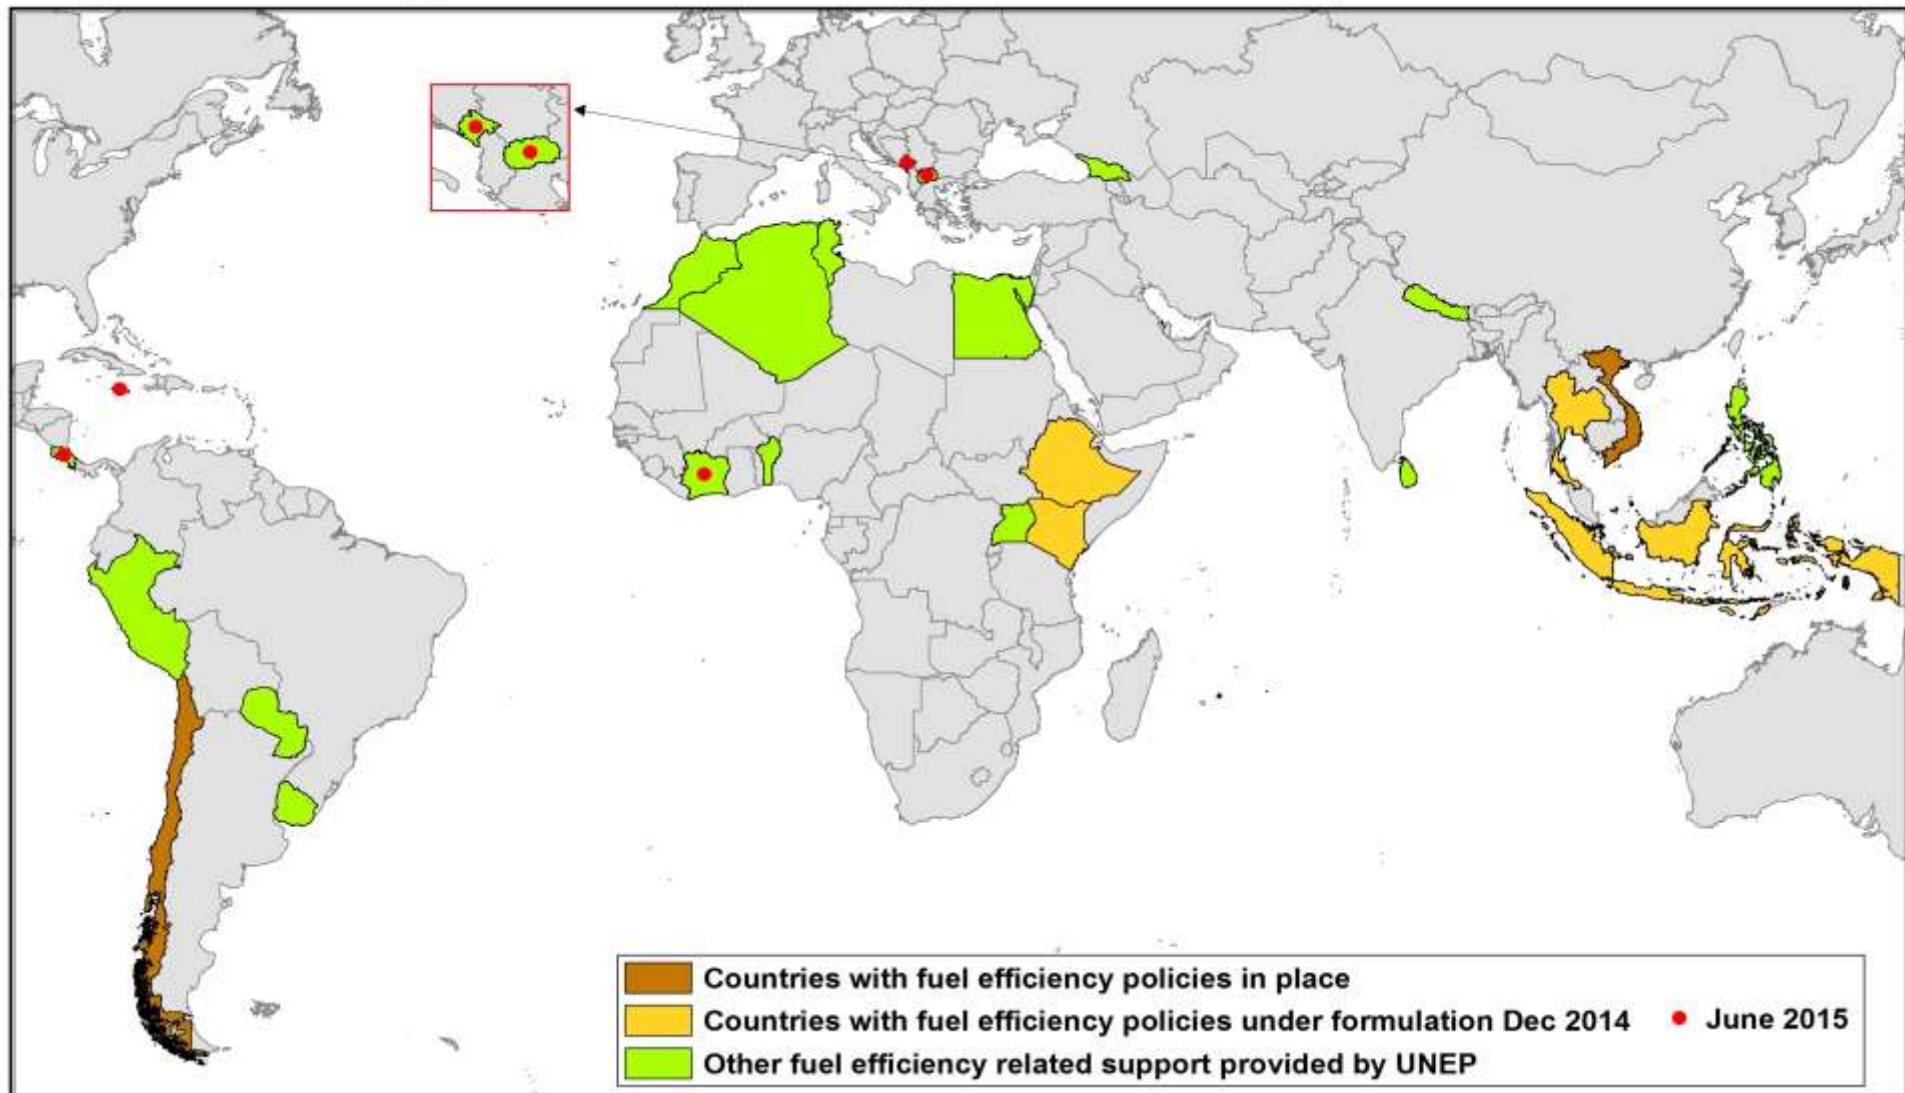 Countries with fuel efficiency policies in place
Countries with fuel efficiency policies under formulation Dec 2014
June 2015
Other fuel efficiency related support provided by UNEP